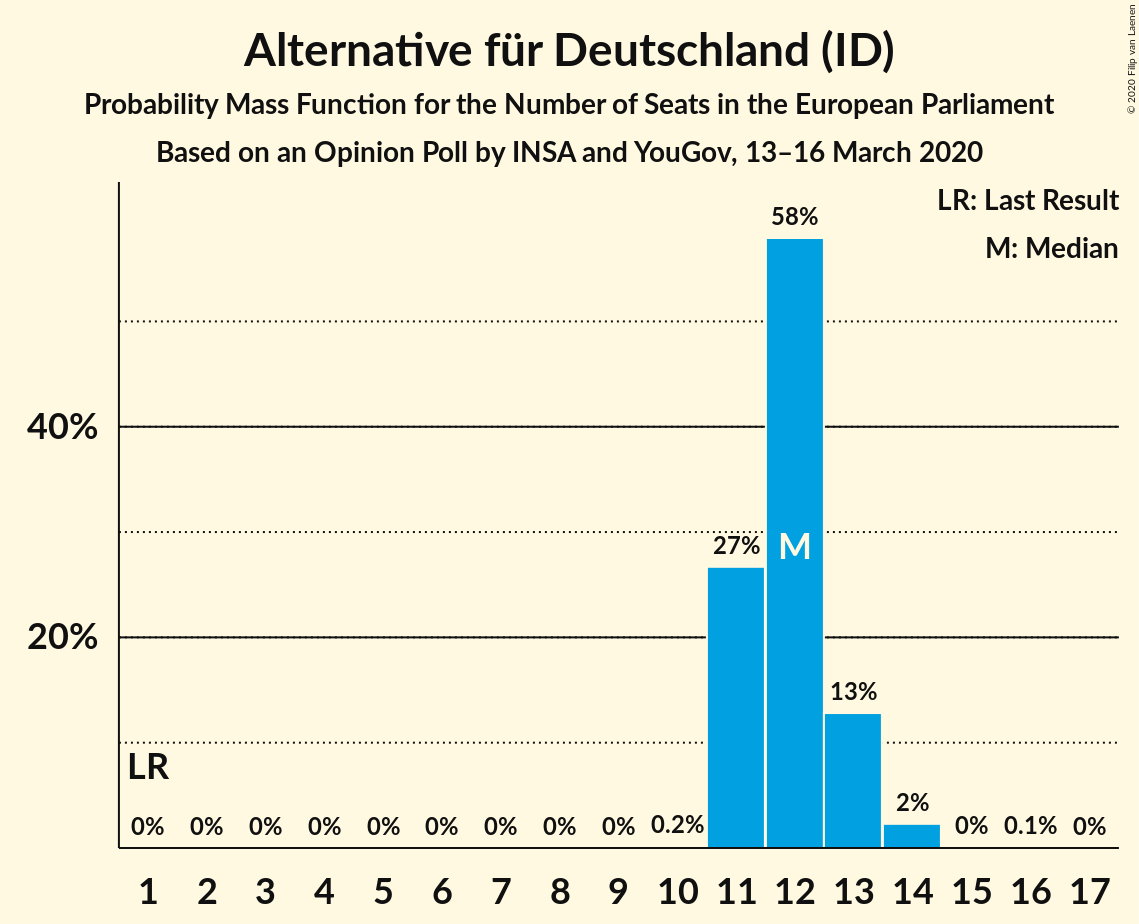 Alternative für Deutschland (ID)
Probability Mass Function for the Number of Seats in the European Parliament
Based on an Opinion Poll by INSA and YouGov, 13–16 March 2020
© 2020 Filip van Laenen
LR: Last Result
M: Median
58%
40%
27%
M
20%
13%
LR
2%
0% 0% 0% 0% 0% 0% 0% 0% 0% 0.2% 0% 0.1% 0%
1 2 3 4 5 6 7 8 9 10 11 12 13 14 15 16 17